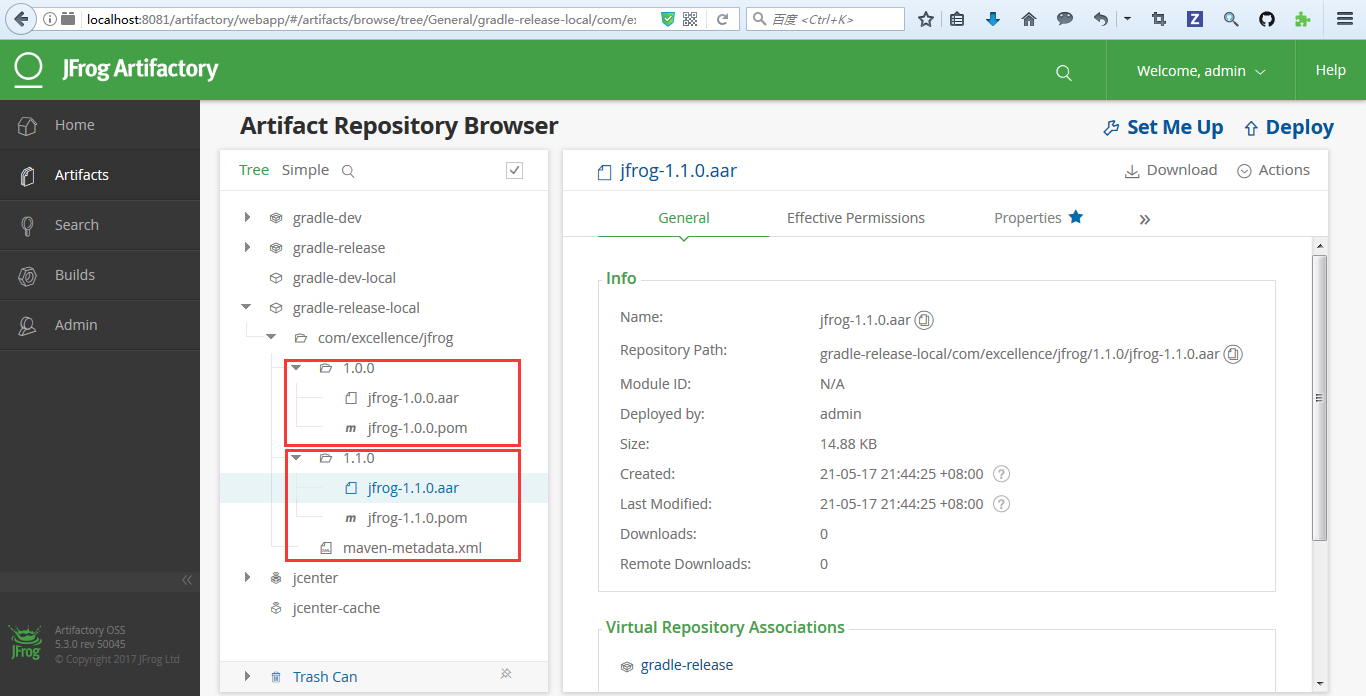 localhost:8081/artifactory/webapp/#/artifacts/browse/tree/General/gradle-release-local/com/ex
百度 <Ctrl+K>
JFrog Artifactory
Welcome, admin
Help
Home
Artifacts
Search
Builds
Admin
Artifactory OSS
5.3.0 rev 50045
© Copyright 2017 JFrog Ltd
JFrog
Artifact Repository Browser
Set Me Up
Deploy
Tree Simple
gradle-dev
gradle-release
gradle-dev-local
gradle-release-local
com/excellence/jfrog
1.0.0
jfrog-1.0.0.aar
m jfrog-1.0.0.pom
1.1.0
jfrog-1.1.0.aar
m jfrog-1.1.0.pom
maven-metadata.xml
jcenter
jcenter-cache
Trash Can
jfrog-1.1.0.aar
Download
Actions
General
Effective Permissions
Properties
Info
Name: jfrog-1.1.0.aar
Repository Path: gradle-release-local/com/excellence/jfrog/1.1.0/jfrog-1.1.0.aar
Module ID: N/A
Deployed by: admin
Size: 14.88 KB
Created: 21-05-17 21:44:25 +08:00 ?
Last Modified: 21-05-17 21:44:25 +08:00 ?
Downloads: 0
Remote Downloads: 0
Virtual Repository Associations
gradle-release